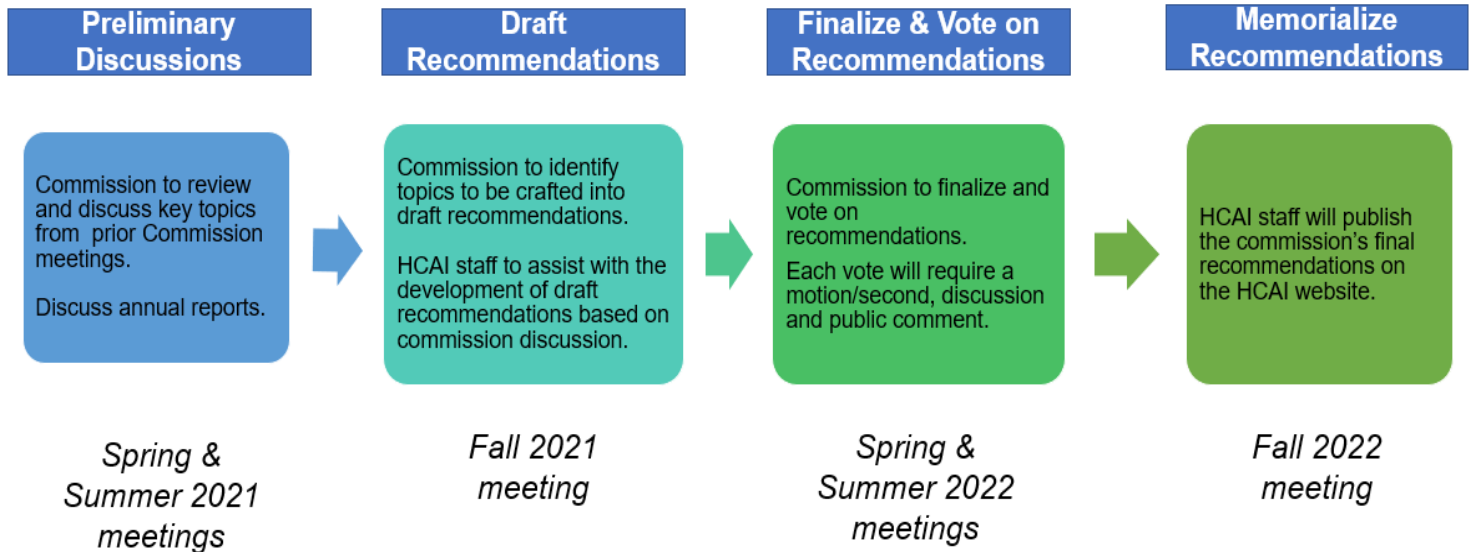 Preliminary
Discussions
Commission to review
and discuss key topics
from  prior Commission
meetings.
Discuss annual reports.
Spring &
Summer 2021
meetings
Draft
Recommendations
Commission to identify
topics to be crafted into
draft recommendations.
HCAI staff to assist with the
development of draft
recommendations based on
commission discussion.
Fall 2021
meeting
Finalize & Vote on
Recommendations
Commission to finalize and
vote on
recommendations.
Each vote will require a
motion/second, discussion
and public comment.
Spring &
Summer 2022
meetings
Memorialize
Recommendations
HCAI staff will publish
the commission's final
recommendations on
the HCAI website.
Fall 2022
meeting